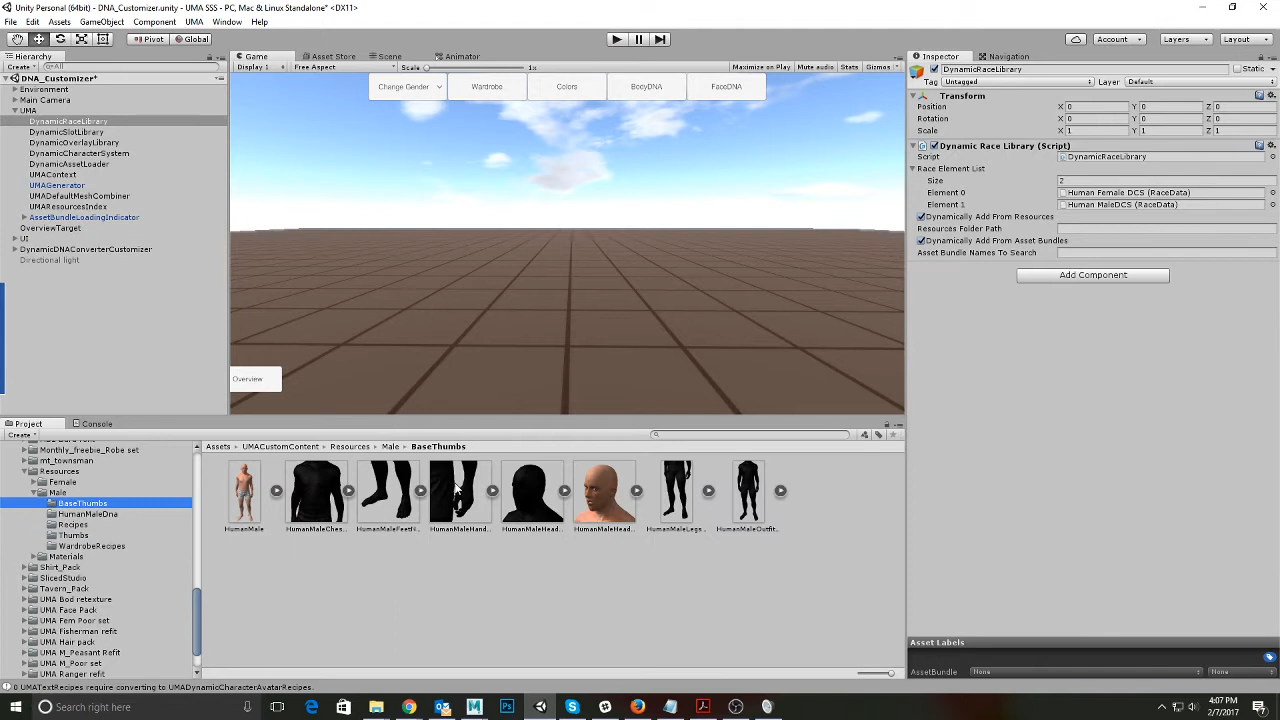 Unity Personal (64bit) - DNA_Customizer.unity - UMA SSS - PC, Mac & Linux Standalone* <DX11>
File Edit Assets GameObject Component UMA Window Help
Pivot Global Account Layers Layout
Hierarchy
Create All
DNA_Customizer*
Environment
Main Camera
UMA
DynamicRaceLibrary
DynamicSlotLibrary
DynamicOverlayLibrary
DynamicCharacterSystem
DynamicAssetLoader
UMAContext
UMAGenerator
UMADefaultMeshCombiner
UMAResourcesIndex
AssetBundleLoadingIndicator
OverviewTarget
UI
DynamicDNAConverterCustomizer
Directional light
Game Asset Store Scene Animator
Display 1 Free Aspect Scale 1x Maximize on Play Mute audio Stats Gizmos
Change Gender Wardrobe Colors BodyDNA FaceDNA
Overview
Inspector Navigation
DynamicRaceLibrary Static
Tag Untagged Layer Default
Transform
Position X 0 Y 0 Z 0
Rotation X 0 Y 0 Z 0
Scale X 1 Y 1 Z 1
Dynamic Race Library (Script)
Script DynamicRaceLibrary
Race Element List
Size 2
Element 0 Human Female DCS (RaceData)
Element 1 Human MaleDCS (RaceData)
Dynamically Add From Resources
Resources Folder Path
Dynamically Add From Asset Bundles
Asset Bundle Names To Search
Add Component
Project Console
Create
Monthly_freebie_Robe set
mt_townsman
Resources
Female
Male
BaseThumbs
HumanMaleDna
Recipes
Thumbs
WardrobeRecipes
Materials
Shirt_Pack
SlicedStudio
Tavern_Pack
UMA Bod retexture
UMA Face Pack
UMA Fem Poor set
UMA Fisherman refit
UMA Hair pack
UMA M_Peasant Refit
UMA M_Poor set
UMA Ranger refit
Assets UMACustomContent Resources Male BaseThumbs
HumanMale HumanMaleChes.. HumanMaleFeetN.. HumanMaleHand.. HumanMaleHead.. HumanMaleHead.. HumanMaleLegs.. HumanMaleOutfit..
Asset Labels
AssetBundle None None
0 UMATextRecipes require converting to UMADynamicCharacterAvatarRecipes.
Search here
4:07 PM
2/7/2017